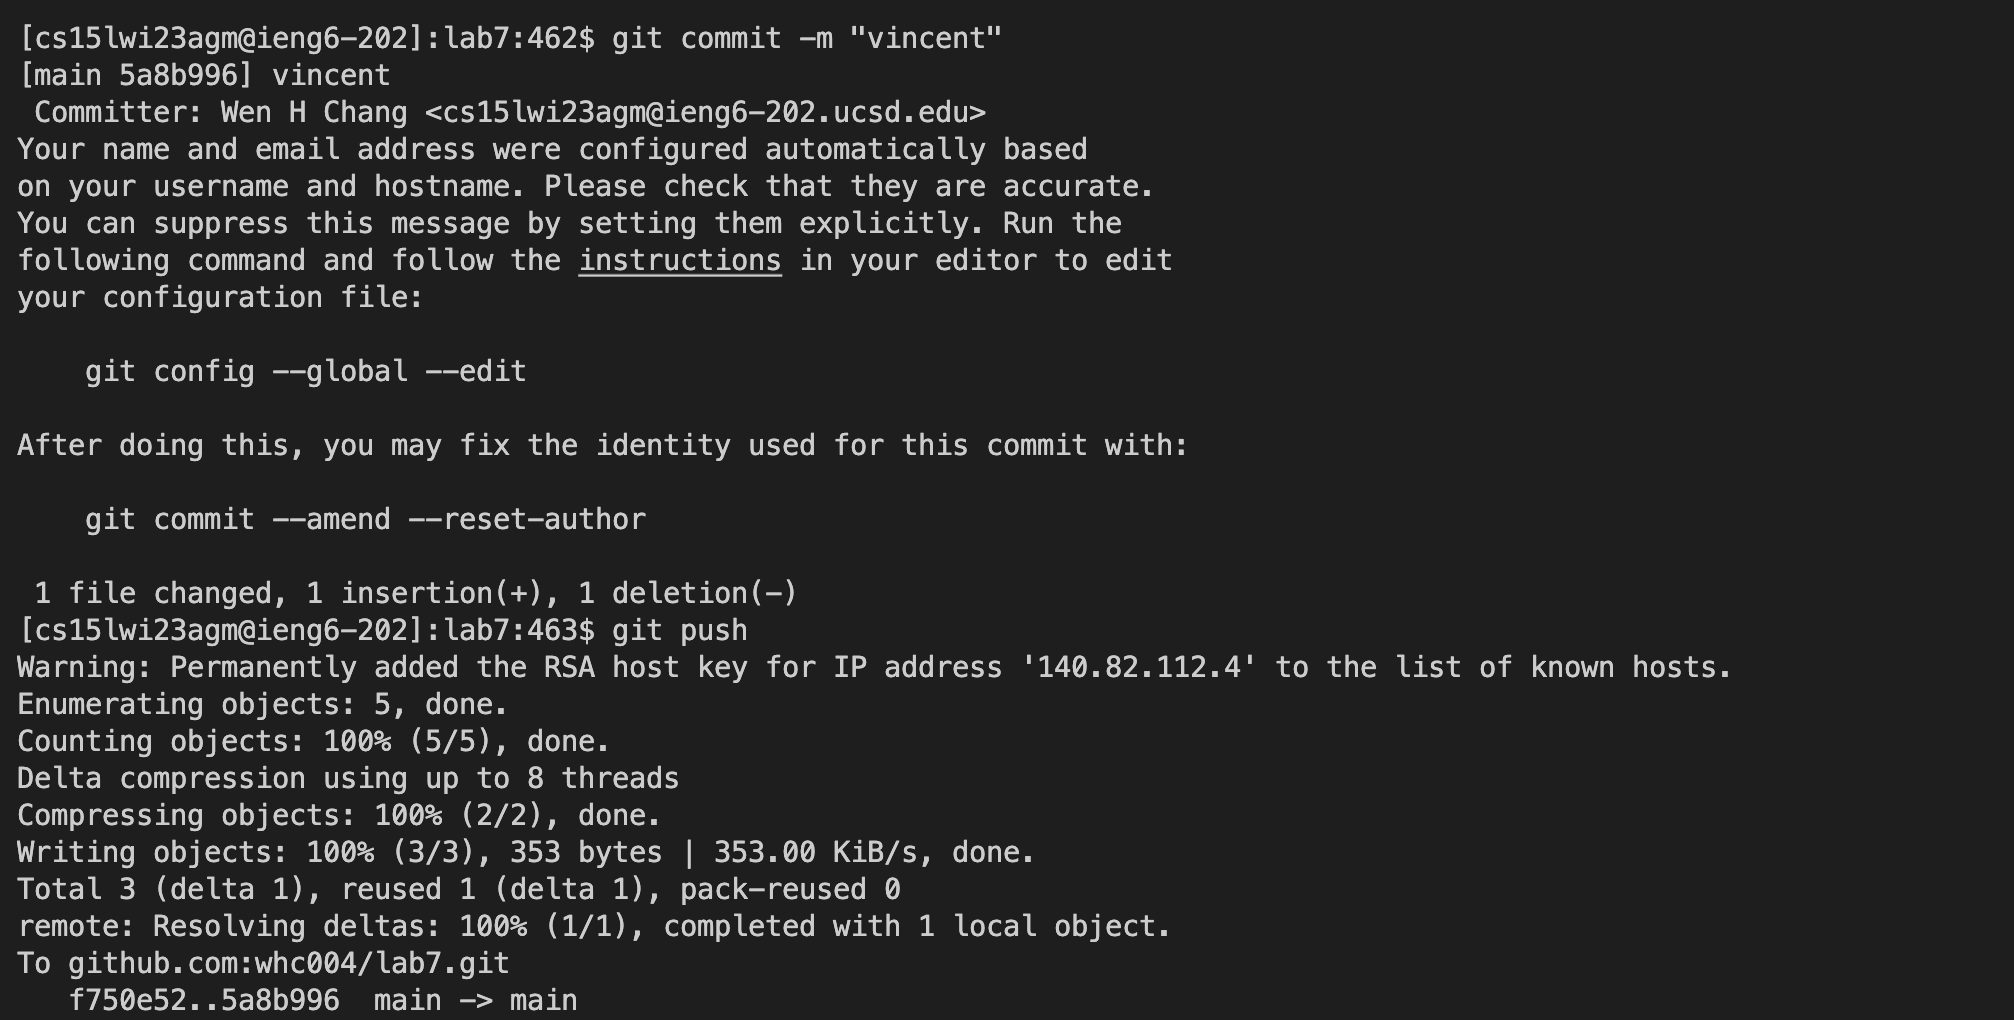 [cs15lwi23agm@ieng6-202]:lab7:462$ git commit -m "vincent"
[main 5a8b996] vincent
 Committer: Wen H Chang <cs15lwi23agm@ieng6-202.ucsd.edu>
Your name and email address were configured automatically based
on your username and hostname. Please check that they are accurate.
You can suppress this message by setting them explicitly. Run the
following command and follow the instructions in your editor to edit
your configuration file:

    git config --global --edit

After doing this, you may fix the identity used for this commit with:

    git commit --amend --reset-author

 1 file changed, 1 insertion(+), 1 deletion(-)
[cs15lwi23agm@ieng6-202]:lab7:463$ git push
Warning: Permanently added the RSA host key for IP address '140.82.112.4' to the list of known hosts.
Enumerating objects: 5, done.
Counting objects: 100% (5/5), done.
Delta compression using up to 8 threads
Compressing objects: 100% (2/2), done.
Writing objects: 100% (3/3), 353 bytes | 353.00 KiB/s, done.
Total 3 (delta 1), reused 1 (delta 1), pack-reused 0
remote: Resolving deltas: 100% (1/1), completed with 1 local object.
To github.com:whc004/lab7.git
   f750e52..5a8b996  main -> main